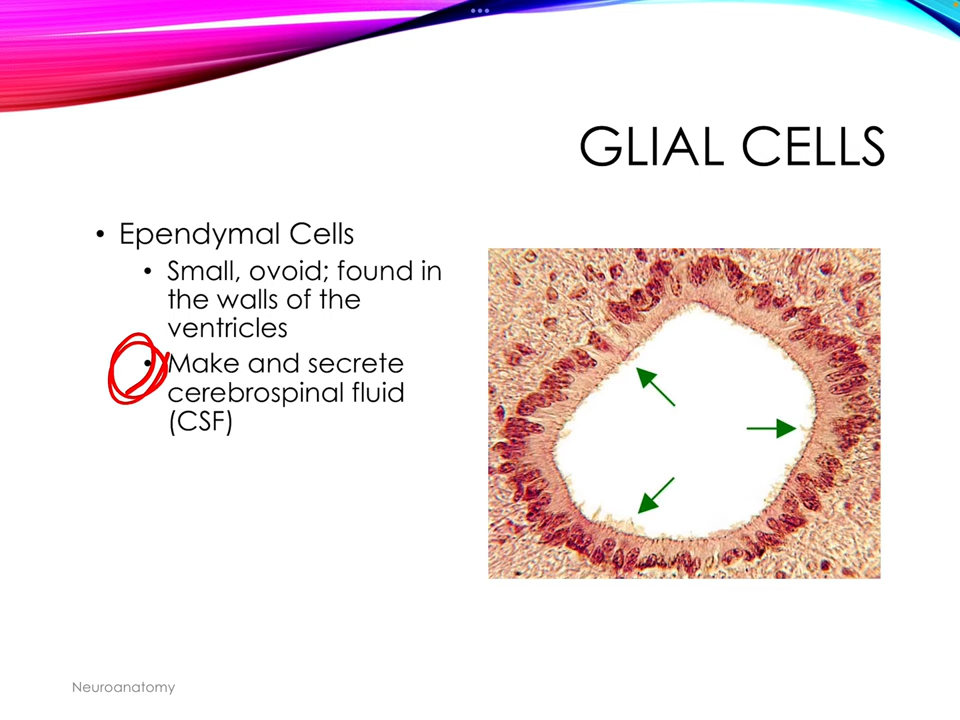 GLIAL CELLS
• Ependymal Cells
• Small, ovoid; found in
the walls of the
ventricles
• Make and secrete
cerebrospinal fluid
(CSF)
Neuroanatomy